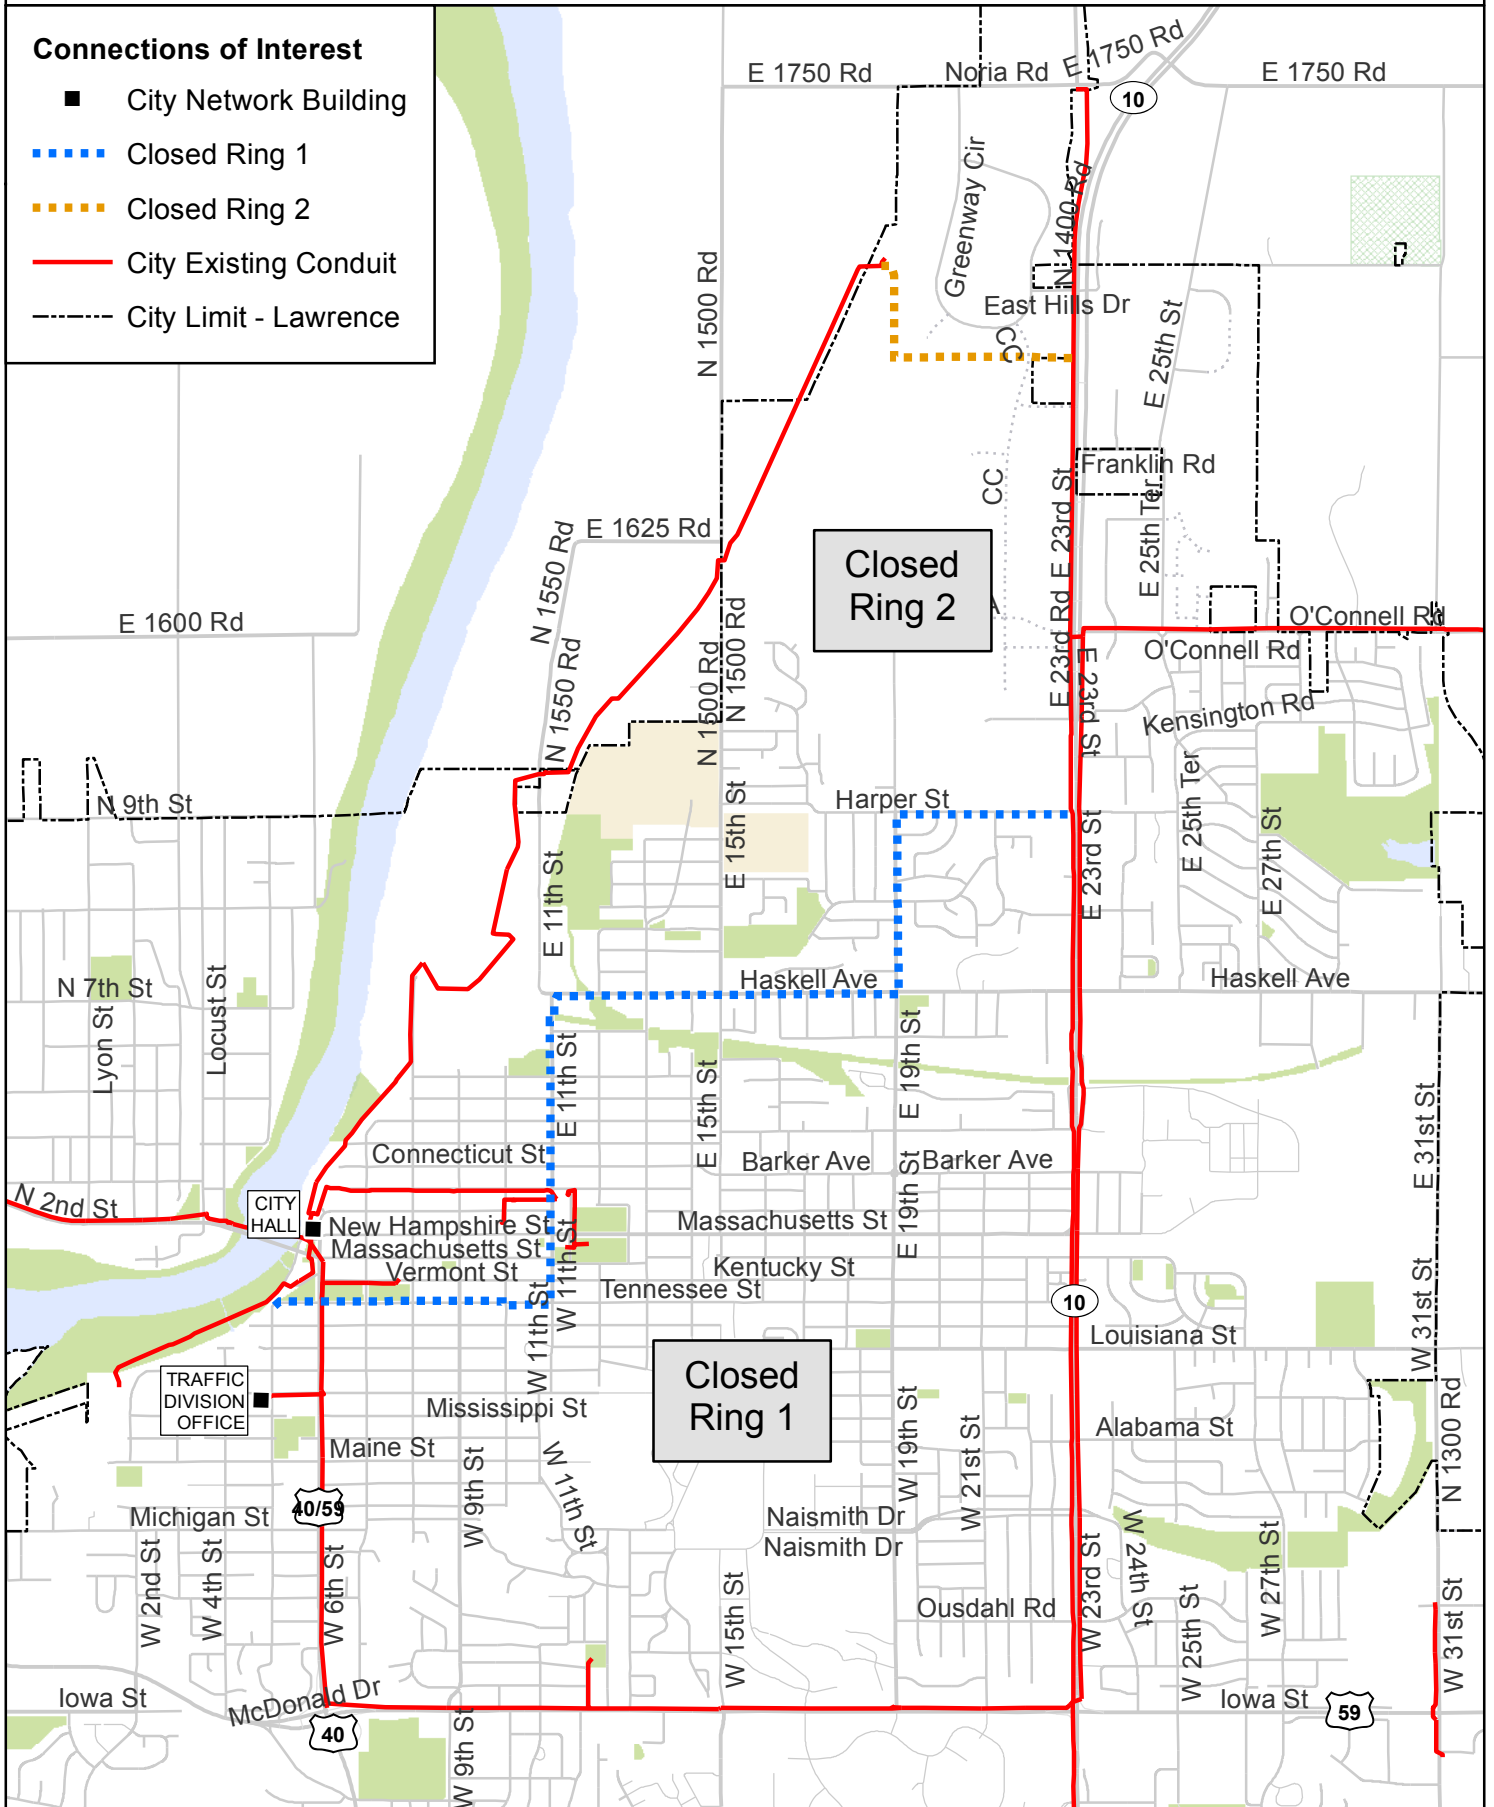 Connections of Interest
City Network Building
Closed Ring 1
Closed Ring 2
City Existing Conduit
City Limit - Lawrence
E 1750 Rd
Noria Rd
E 1750 Rd
E 1750 Rd
10
Greenway Cir
N 1400 Rd
N 1500 Rd
East Hills Dr
CC
E 25th St
Franklin Rd
CC
E 23rd St
E 25th Ter
E 1625 Rd
N 1550 Rd
Closed
Ring 2
E 1600 Rd
N 1500 Rd
E 23rd Rd
O'Connell Rd
O'Connell Rd
N 1550 Rd
N 1500 Rd
E 23rd St
Kensington Rd
N 9th St
E 15th St
Harper St
E 25th Ter
E 23rd St
E 27th St
E 11th St
N 7th St
Locust St
Haskell Ave
Haskell Ave
Lyon St
E 11th St
E 15th St
E 19th St
E 31st St
Connecticut St
Barker Ave
Barker Ave
N 2nd St
CITY
HALL
New Hampshire St
Massachusetts St
E 19th St
Massachusetts St
Vermont St
Kentucky St
Tennessee St
W 11th St
W 11th St
10
W 31st St
Louisiana St
TRAFFIC
DIVISION
OFFICE
Closed
Ring 1
Mississippi St
Maine St
W 9th St
W 11th St
W 19th St
W 21st St
Alabama St
N 1300 Rd
40/59
Michigan St
Naismith Dr
Naismith Dr
W 2nd St
W 4th St
W 6th St
W 15th St
Ousdahl Rd
W 23rd St
W 24th St
W 25th St
W 27th St
W 31st St
Iowa St
McDonald Dr
Iowa St
59
40
W 9th St